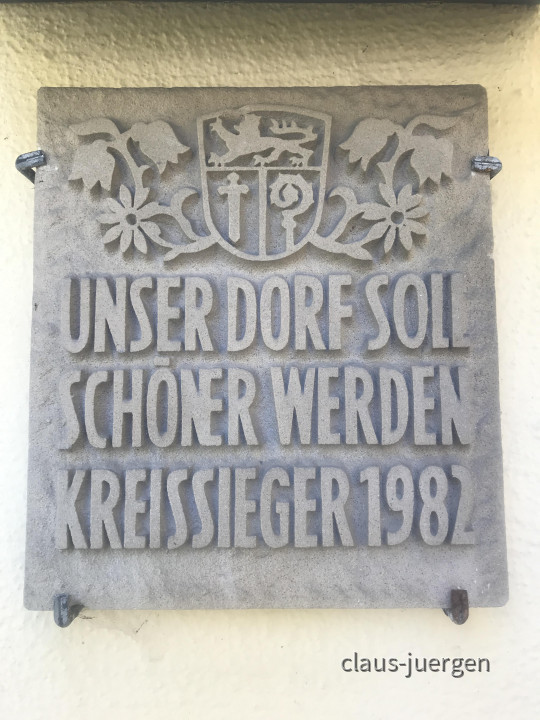 UNSER DORF SOLL
SCHÖNER WERDEN
KREISSIEGER 1982
claus-juergen